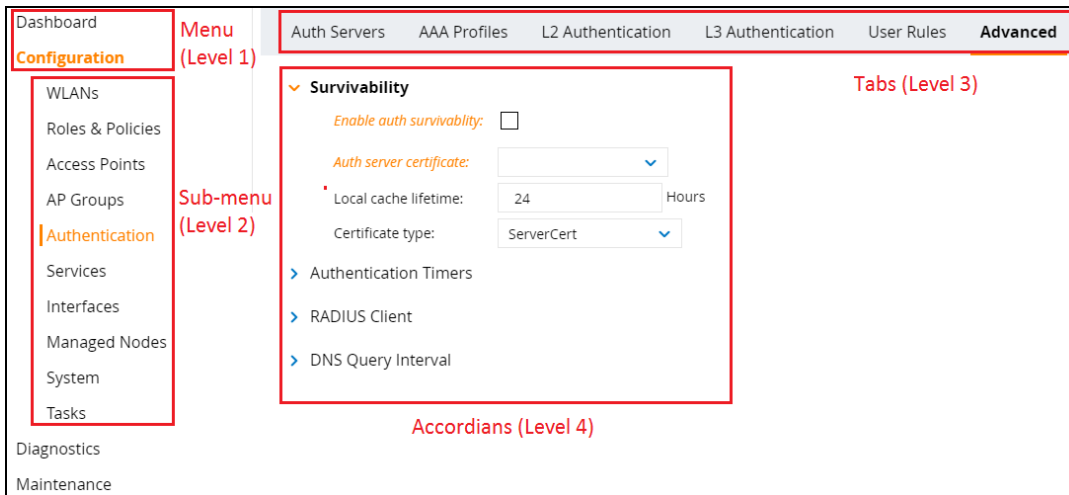 Dashboard
Configuration
Menu
(Level 1)
WLANs
Roles & Policies
Access Points
AP Groups
Authentication
Services
Interfaces
Managed Nodes
System
Tasks
Sub-menu
(Level 2)
Diagnostics
Maintenance
Auth Servers AAA Profiles L2 Authentication L3 Authentication User Rules Advanced
Tabs (Level 3)
Survivability
Enable auth survivablity:
Auth server certificate:
Local cache lifetime: 24 Hours
Certificate type: ServerCert
Authentication Timers
RADIUS Client
DNS Query Interval
Accordians (Level 4)